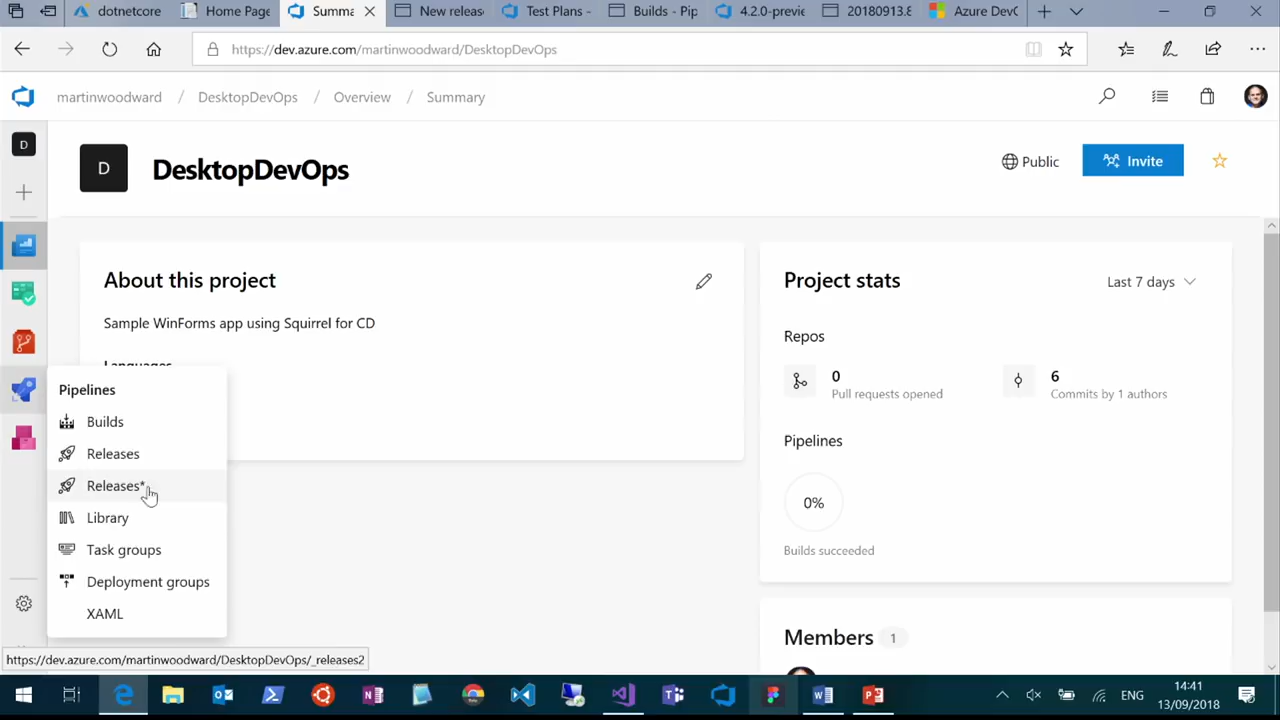 dotnetcore
Home Page
Summa
New releas
Test Plans -
Builds - Pip
4.2.0-previe
20180913.8
Azure DevO
https://dev.azure.com/martinwoodward/DesktopDevOps
martinwoodward / DesktopDevOps / Overview / Summary
D
D
DesktopDevOps
Public
Invite
About this project
Sample WinForms app using Squirrel for CD
Languages
Pipelines
Builds
Releases
Releases*
Library
Task groups
Deployment groups
XAML
Project stats
Last 7 days
Repos
0
Pull requests opened
6
Commits by 1 authors
Pipelines
0%
Builds succeeded
Members 1
https://dev.azure.com/martinwoodward/DesktopDevOps/_releases2
ENG
14:41
13/09/2018